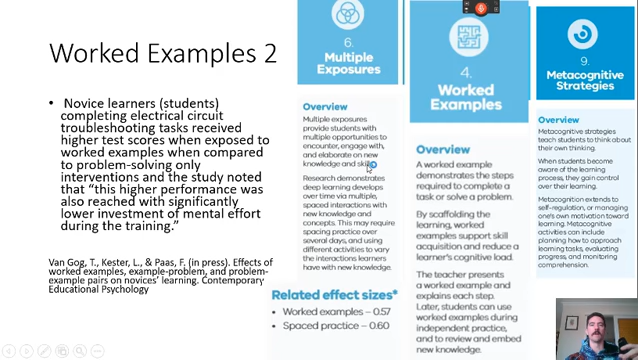 Worked Examples 2
• Novice learners (students)
completing electrical circuit
troubleshooting tasks received
higher test scores when exposed to
worked examples when compared
to problem-solving only
interventions and the study noted
that “this higher performance was
also reached with significantly
lower investment of mental effort
during the training.”
Van Gog, T., Kester, L., & Paas, F. (in press). Effects of
worked examples, example-problem, and problem-
example pairs on novices’ learning. Contemporary
Educational Psychology
6.
Multiple
Exposures
Overview
Multiple exposures
provide students with
multiple opportunities to
encounter, engage with,
and elaborate on new
knowledge and skills.
Research demonstrates
deep learning develops
over time via multiple,
spaced interactions with
new knowledge and
concepts. This may require
spacing practice over
several days, and using
different activities to vary
the interactions learners
have with new knowledge.
Related effect sizes*
• Worked examples – 0.57
• Spaced practice – 0.60
4.
Worked
Examples
Overview
A worked example
demonstrates the steps
required to complete a
task or solve a problem.
By scaffolding the
learning, worked
examples support skill
acquisition and reduce a
learner's cognitive load.
The teacher presents
a worked example and
explains each step.
Later, students can use
worked examples during
independent practice,
and to review and embed
new knowledge.
9.
Metacognitive
Strategies
Overview
Metacognitive strategies
teach students to think about
their own thinking.
When students become
aware of the learning
process, they gain control
over their learning.
Metacognition extends to
self-regulation, or managing
one's own motivation toward
learning. Metacognitive
activities can include
planning how to approach
learning tasks, evaluating
progress, and monitoring
comprehension.